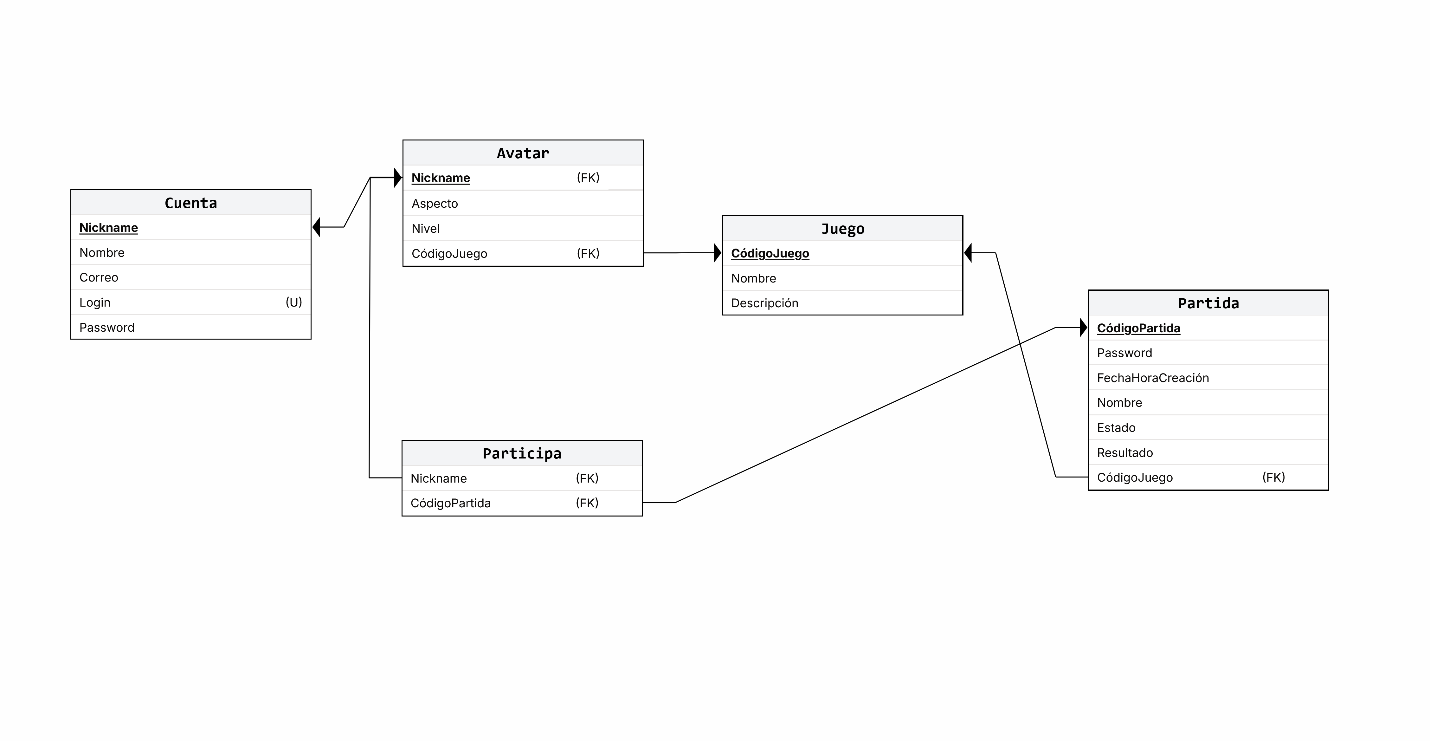 Cuenta
Nickname
Nombre
Correo
Login (U)
Password
Avatar
Nickname (FK)
Aspecto
Nivel
CódigoJuego (FK)
Juego
CódigoJuego
Nombre
Descripción
Partida
CódigoPartida
Password
FechaHoraCreación
Nombre
Estado
Resultado
CódigoJuego (FK)
Participa
Nickname (FK)
CódigoPartida (FK)